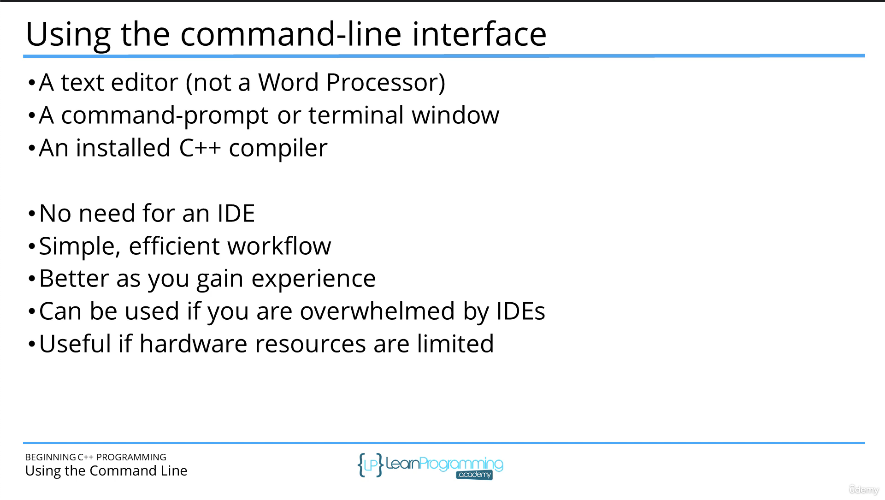 Using the command-line interface
•A text editor (not a Word Processor)
•A command-prompt or terminal window
•An installed C++ compiler
•No need for an IDE
•Simple, efficient workflow
•Better as you gain experience
•Can be used if you are overwhelmed by IDEs
•Useful if hardware resources are limited
BEGINNING C++ PROGRAMMING
Using the Command Line
{LP} LearnProgramming
academy
ûdemy